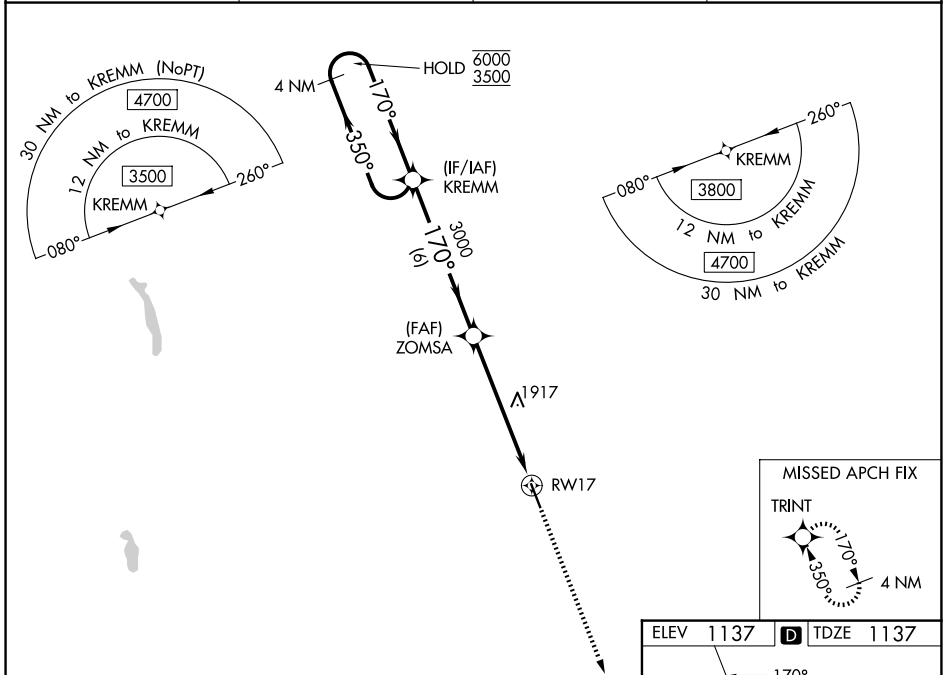 30 NM to KREMM (NoPT)
4700
12 NM to KREMM
3500
KREMM
260°
080°
4 NM
HOLD 6000
3500
170°
350°
(IF/IAF)
KREMM
3000
170°
(6)
(FAF)
ZOMSA
1917
RW17
260°
KREMM
080°
3800
12 NM to KREMM
4700
30 NM to KREMM
MISSED APCH FIX
TRINT
170°
350°
4 NM
ELEV 1137 D TDZE 1137
170°